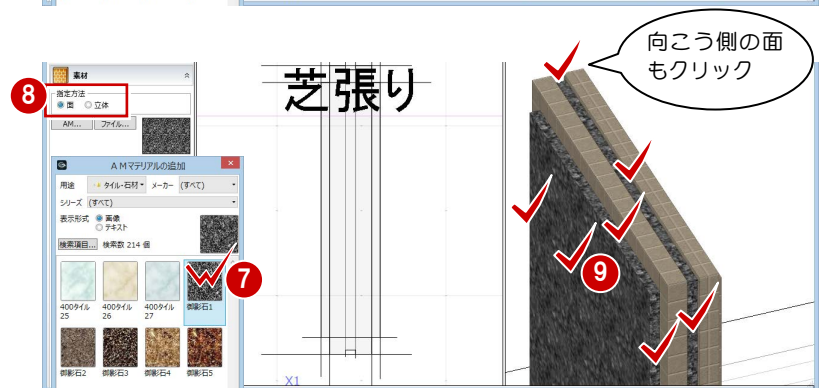 向こう側の面
もクリック
芝張り
素材
8
指定方法
面 立体
AM... ファイル...
AMマテリアルの追加
用途 タイル・石材 メーカー (すべて)
シリーズ (すべて)
表示形式 画像
テキスト
検索項目... 検索数 214 個
7
400タイル
25
400タイル
26
400タイル
27
御影石1
9
御影石2 御影石3 御影石4 御影石5
X1